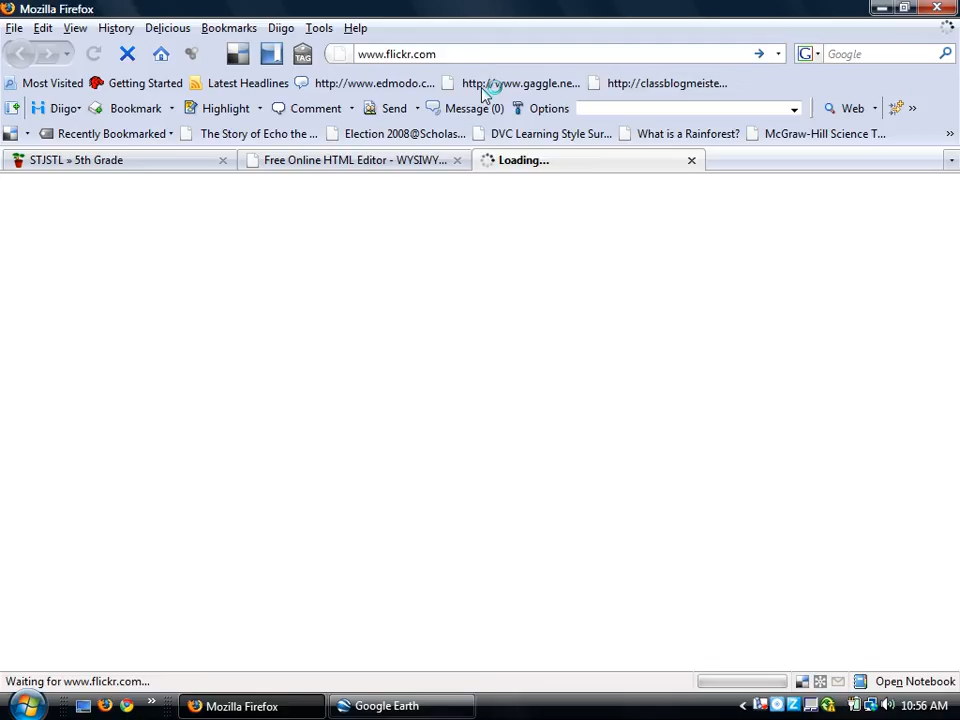 Mozilla Firefox
File Edit View History Delicious Bookmarks Diigo Tools Help
www.flickr.com Google
TAG
Most Visited Getting Started Latest Headlines http://www.edmodo.c... http://www.gaggle.ne... http://classblogmeiste...
Diigo Bookmark Highlight Comment Send Message (0) Options Web »
Recently Bookmarked The Story of Echo the ... Election 2008@Scholas... DVC Learning Style Sur... What is a Rainforest? McGraw-Hill Science T... »
STJSTL » 5th Grade Free Online HTML Editor - WYSIWY... Loading...
Waiting for www.flickr.com... Open Notebook
» Mozilla Firefox Google Earth 10:56 AM